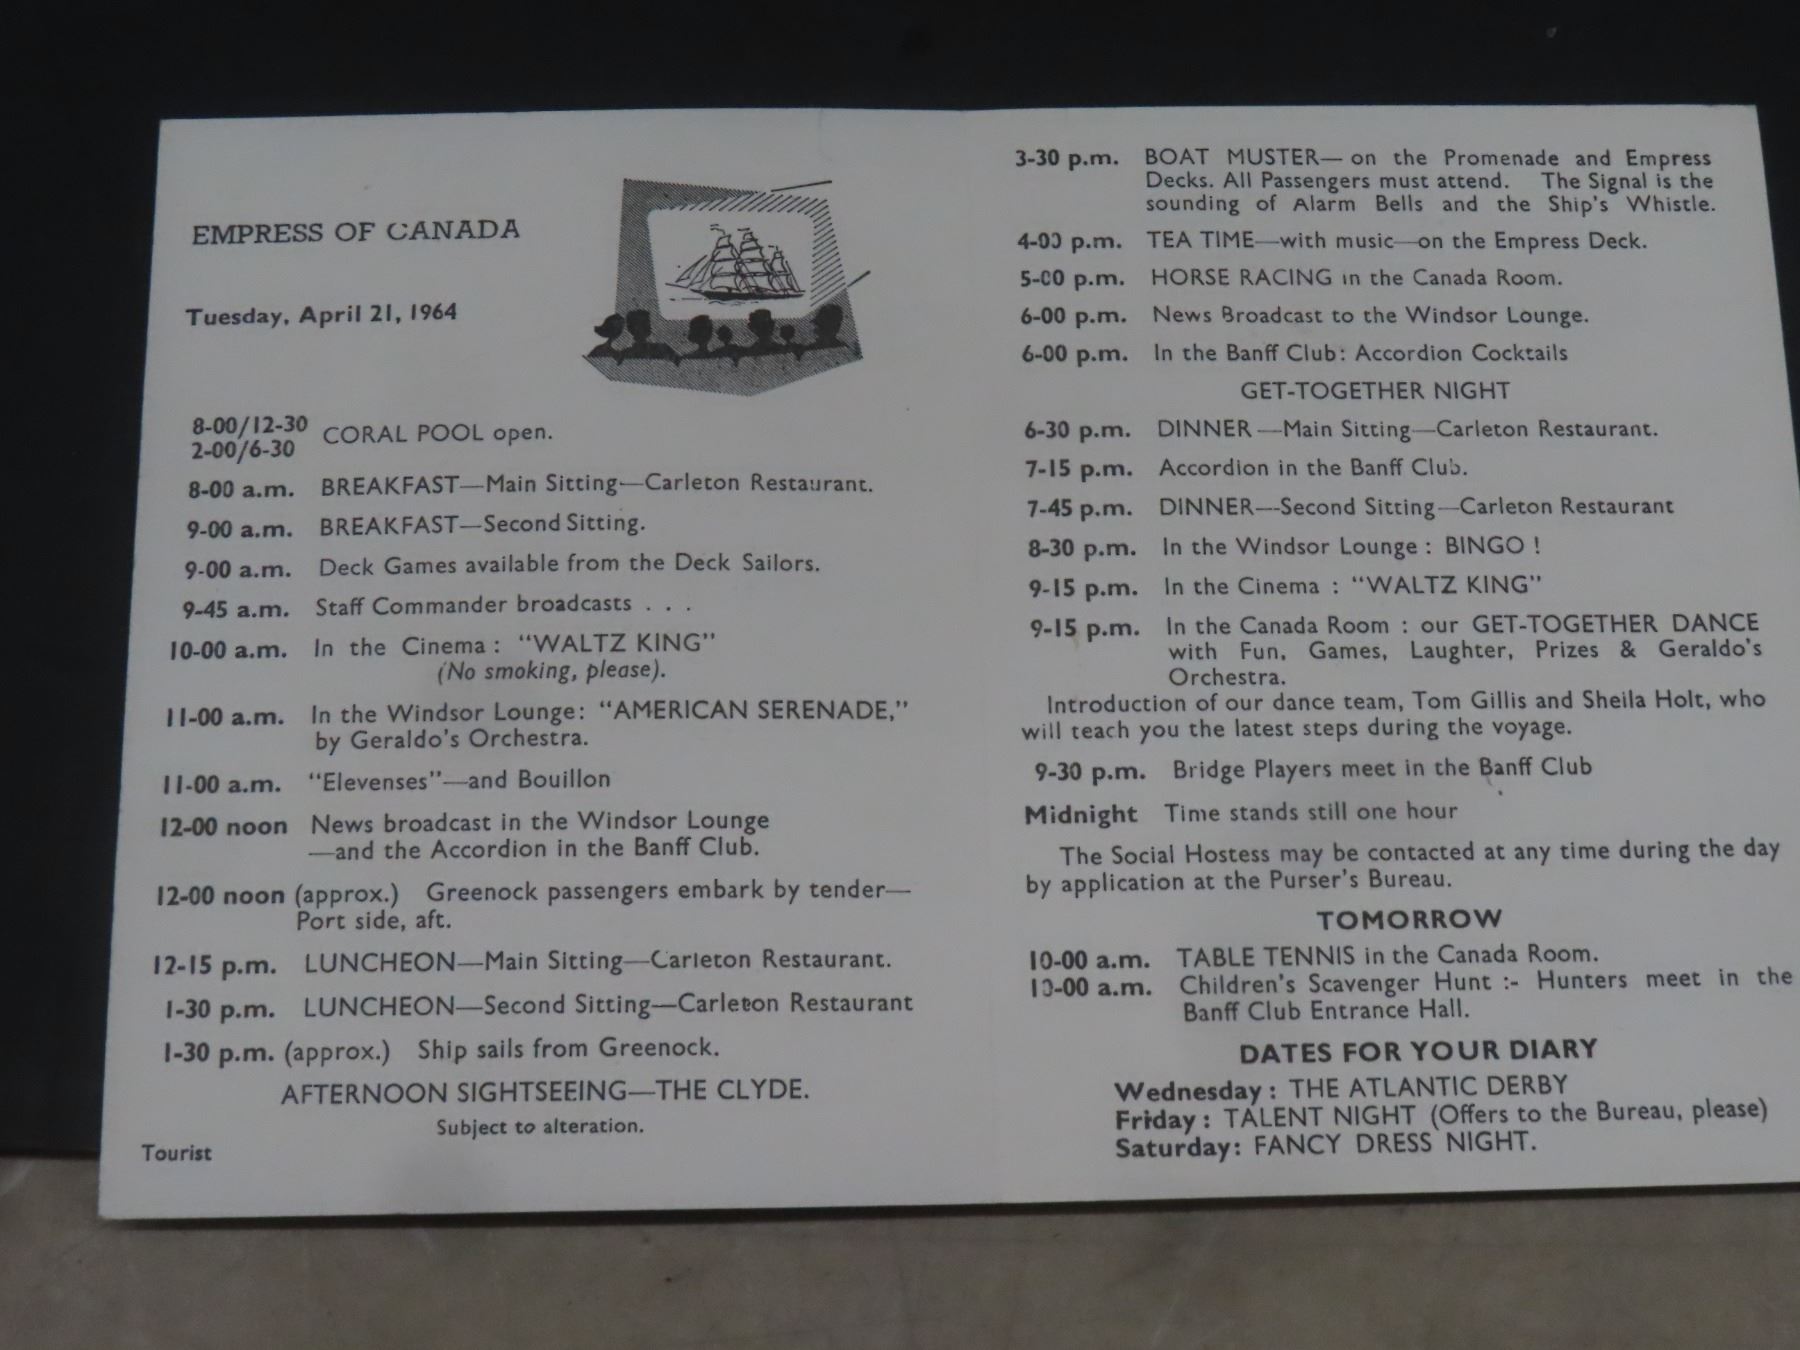 EMPRESS OF CANADA
Tuesday, April 21, 1964
8-00/12-30
2-00/6-30 CORAL POOL open.
8-00 a.m. BREAKFAST—Main Sitting—Carleton Restaurant.
9-00 a.m. BREAKFAST—Second Sitting.
9-00 a.m. Deck Games available from the Deck Sailors.
9-45 a.m. Staff Commander broadcasts . . .
10-00 a.m. In the Cinema : "WALTZ KING"
(No smoking, please).
11-00 a.m. In the Windsor Lounge: "AMERICAN SERENADE,"
by Geraldo's Orchestra.
11-00 a.m. "Elevenses"—and Bouillon
12-00 noon News broadcast in the Windsor Lounge
—and the Accordion in the Banff Club.
12-00 noon (approx.) Greenock passengers embark by tender—
Port side, aft.
12-15 p.m. LUNCHEON—Main Sitting—Carleton Restaurant.
1-30 p.m. LUNCHEON—Second Sitting—Carleton Restaurant
1-30 p.m. (approx.) Ship sails from Greenock.
AFTERNOON SIGHTSEEING—THE CLYDE.
Subject to alteration.
Tourist
3-30 p.m. BOAT MUSTER— on the Promenade and Empress
Decks. All Passengers must attend. The Signal is the
sounding of Alarm Bells and the Ship's Whistle.
4-00 p.m. TEA TIME—with music—on the Empress Deck.
5-00 p.m. HORSE RACING in the Canada Room.
6-00 p.m. News Broadcast to the Windsor Lounge.
6-00 p.m. In the Banff Club: Accordion Cocktails
GET-TOGETHER NIGHT
6-30 p.m. DINNER—Main Sitting—Carleton Restaurant.
7-15 p.m. Accordion in the Banff Club.
7-45 p.m. DINNER—Second Sitting—Carleton Restaurant
8-30 p.m. In the Windsor Lounge : BINGO !
9-15 p.m. In the Cinema : "WALTZ KING"
9-15 p.m. In the Canada Room : our GET-TOGETHER DANCE
with Fun, Games, Laughter, Prizes & Geraldo's
Orchestra.
Introduction of our dance team, Tom Gillis and Sheila Holt, who
will teach you the latest steps during the voyage.
9-30 p.m. Bridge Players meet in the Banff Club
Midnight Time stands still one hour
The Social Hostess may be contacted at any time during the day
by application at the Purser's Bureau.
TOMORROW
10-00 a.m. TABLE TENNIS in the Canada Room.
10-00 a.m. Children's Scavenger Hunt :- Hunters meet in the
Banff Club Entrance Hall.
DATES FOR YOUR DIARY
Wednesday : THE ATLANTIC DERBY
Friday : TALENT NIGHT (Offers to the Bureau, please)
Saturday: FANCY DRESS NIGHT.